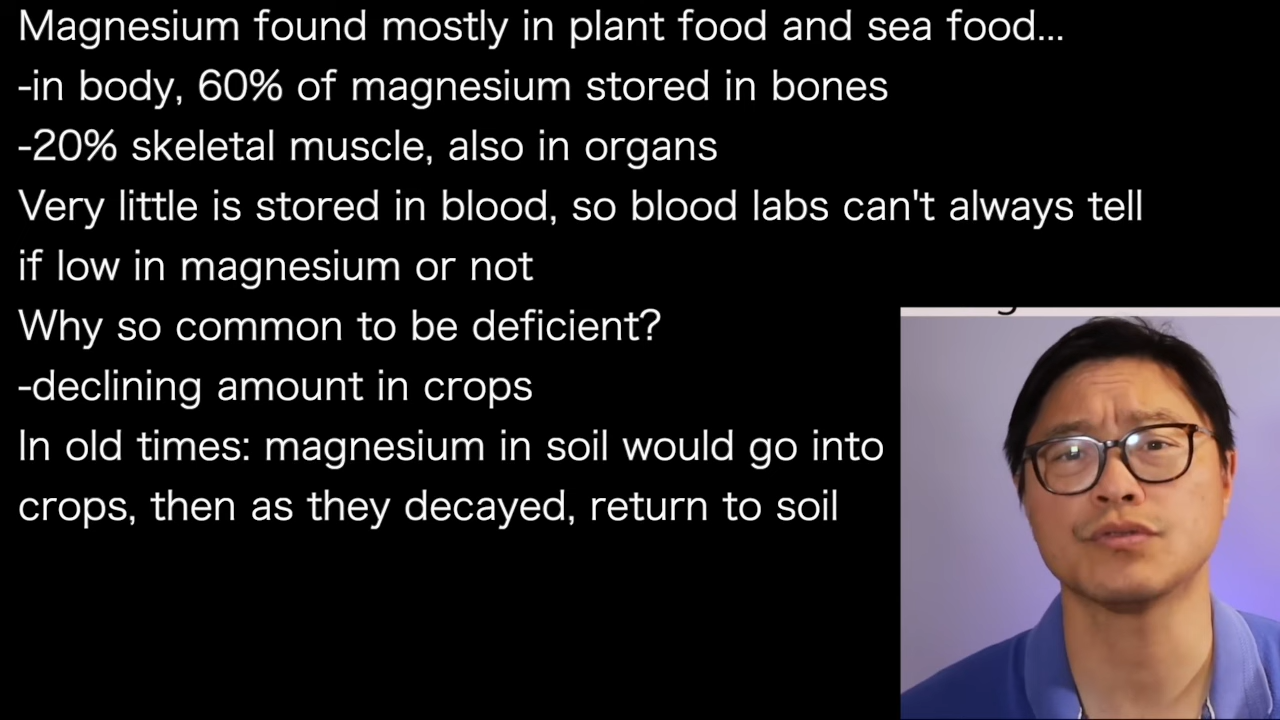 Magnesium found mostly in plant food and sea food...
-in body, 60% of magnesium stored in bones
-20% skeletal muscle, also in organs
Very little is stored in blood, so blood labs can't always tell
if low in magnesium or not
Why so common to be deficient?
-declining amount in crops
In old times: magnesium in soil would go into
crops, then as they decayed, return to soil